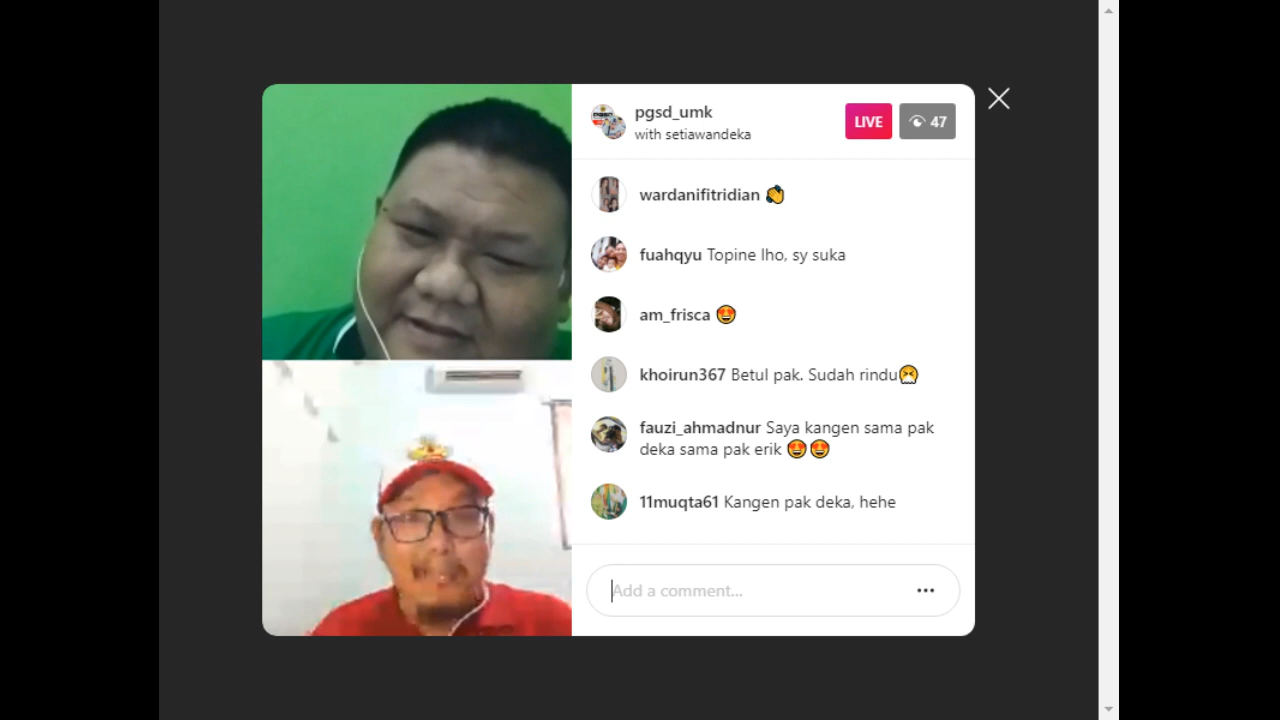 pgsd_umk
with setiawandeka
LIVE
47
wardanifitridian 👏
fuahqyu Topine lho, sy suka
am_frisca 🤩
khoirun367 Betul pak. Sudah rindu🤧
fauzi_ahmadnur Saya kangen sama pak
deka sama pak erik 🤩🤩
11muqta61 Kangen pak deka, hehe
Add a comment...